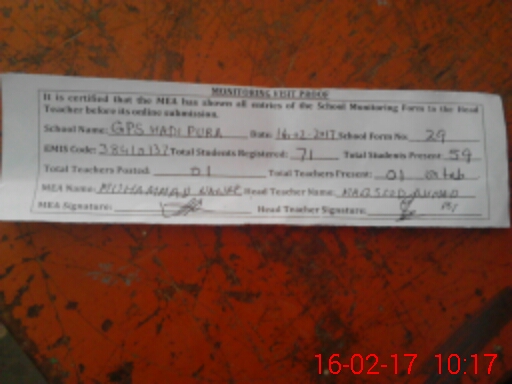 MONITORING VISIT PROOF
It is certified that the MEA has shown all entries of the School Monitoring Form to the Head
Teacher before its online submission.
School Name: GPS HADI PURA Date: 16-02-2017 School Form No. 29
EMIS Code: 38410137 Total Students Registered: 71 Total Students Present: 59
Total Teachers Posted: 01 Total Teachers Present: 01
MEA Name: MUHAMMAD NAWAZ Head Teacher Name: MAQSOOD AHMAD
MEA Signature: Head Teacher Signature:
16-02-17 10:17